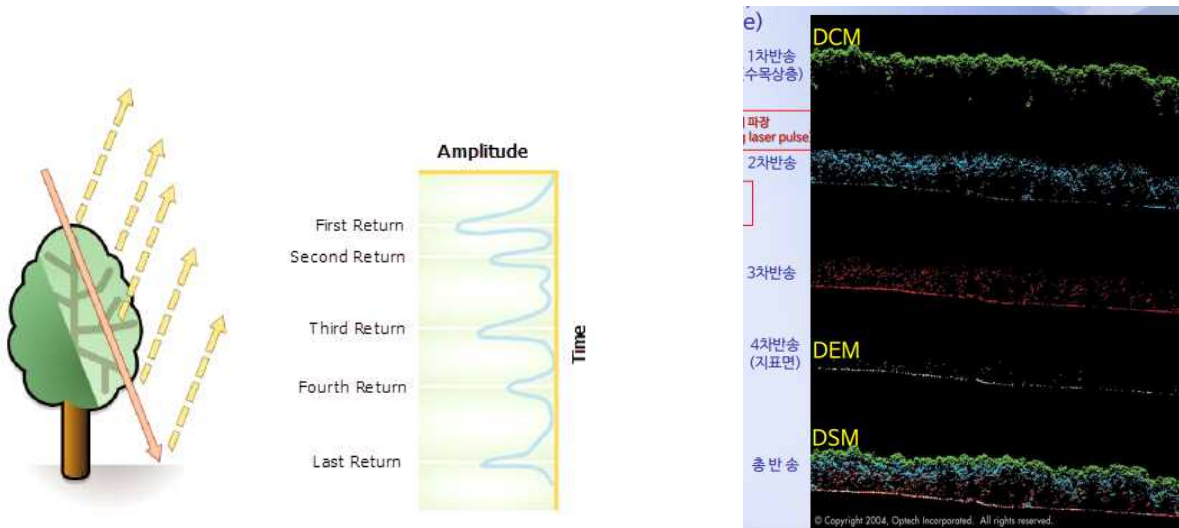 Amplitude
First Return
Second Return
Third Return
Fourth Return
Last Return
Time
e)
1차반송
(수목상층)
파장
laser pulse)
2차반송
3차반송
4차반송
(지표면)
총 반 송
DCM
DEM
DSM
© Copyright 2004, Optech Incorporated. All rights reserved.